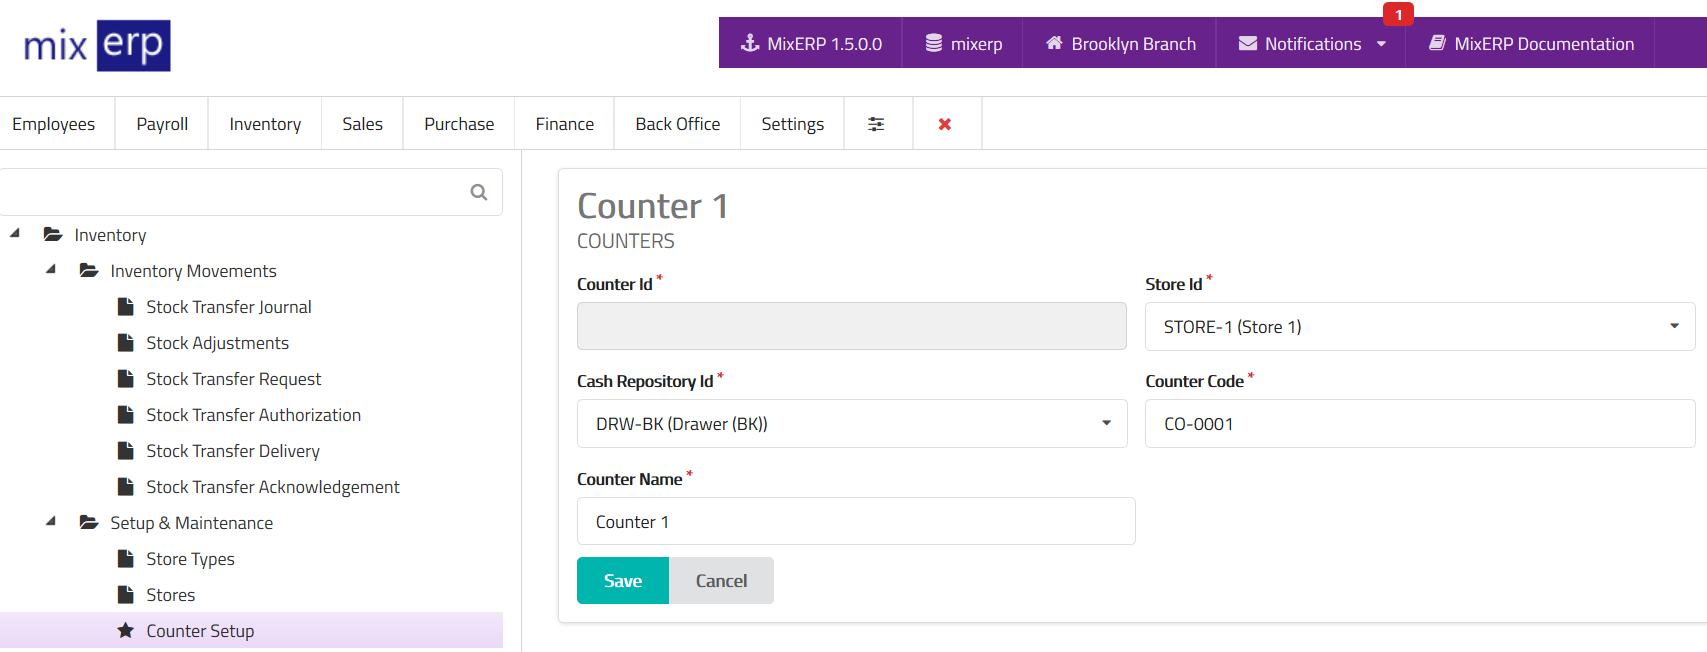 mix erp
MixERP 1.5.0.0 mixerp Brooklyn Branch Notifications 1 MixERP Documentation
Employees Payroll Inventory Sales Purchase Finance Back Office Settings
Inventory
Inventory Movements
Stock Transfer Journal
Stock Adjustments
Stock Transfer Request
Stock Transfer Authorization
Stock Transfer Delivery
Stock Transfer Acknowledgement
Setup & Maintenance
Store Types
Stores
Counter Setup
Counter 1
COUNTERS
Counter Id *
Store Id *
STORE-1 (Store 1)
Cash Repository Id *
Counter Code *
DRW-BK (Drawer (BK))
CO-0001
Counter Name *
Counter 1
Save Cancel